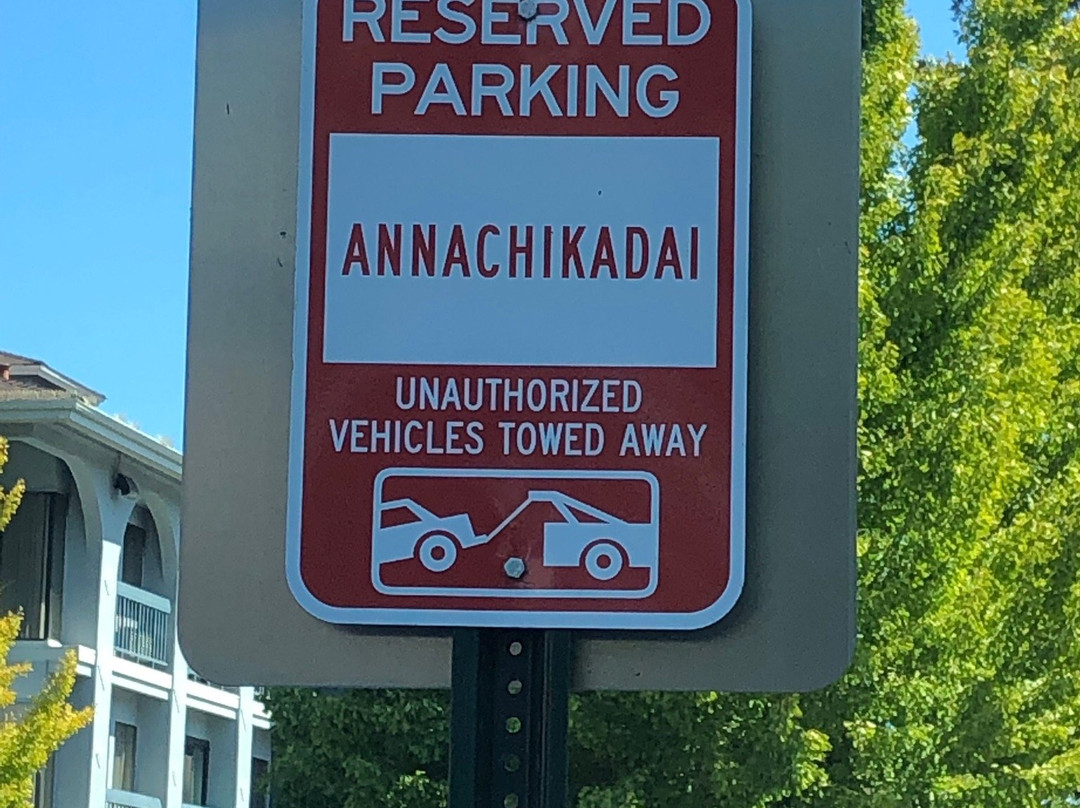 RESERVED
PARKING
ANNACHIKADAI
UNAUTHORIZED
VEHICLES TOWED AWAY